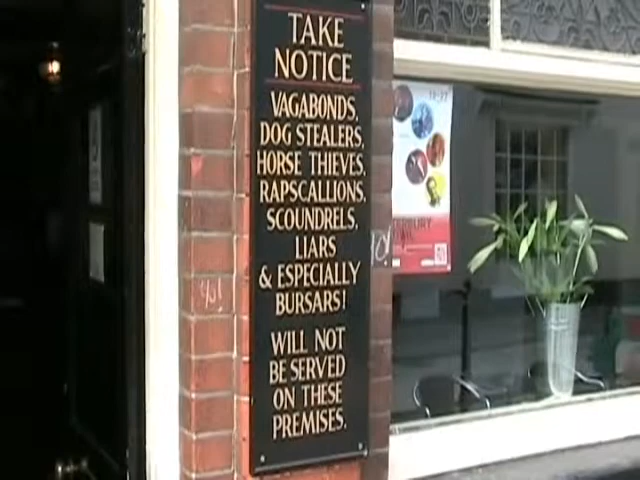 TAKE
NOTICE
VAGABONDS,
DOG STEALERS,
HORSE THIEVES,
RAPSCALLIONS,
SCOUNDRELS,
LIARS
& ESPECIALLY
BURSARS!
WILL NOT
BE SERVED
ON THESE
PREMISES.